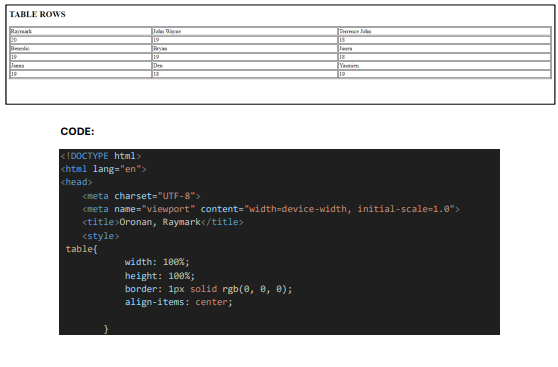 TABLE ROWS
Raymark John Wayne Terrence John
20 19 18
Benedic Bryan Jansen
19 19 18
Janna Den Yasmien
19 18 19
CODE:
<!DOCTYPE html>
<html lang="en">
<head>
<meta charset="UTF-8">
<meta name="viewport" content="width=device-width, initial-scale=1.0">
<title>Oronan, Raymark</title>
<style>
table{
width: 100%;
height: 100%;
border: 1px solid rgb(0, 0, 0);
align-items: center;
}